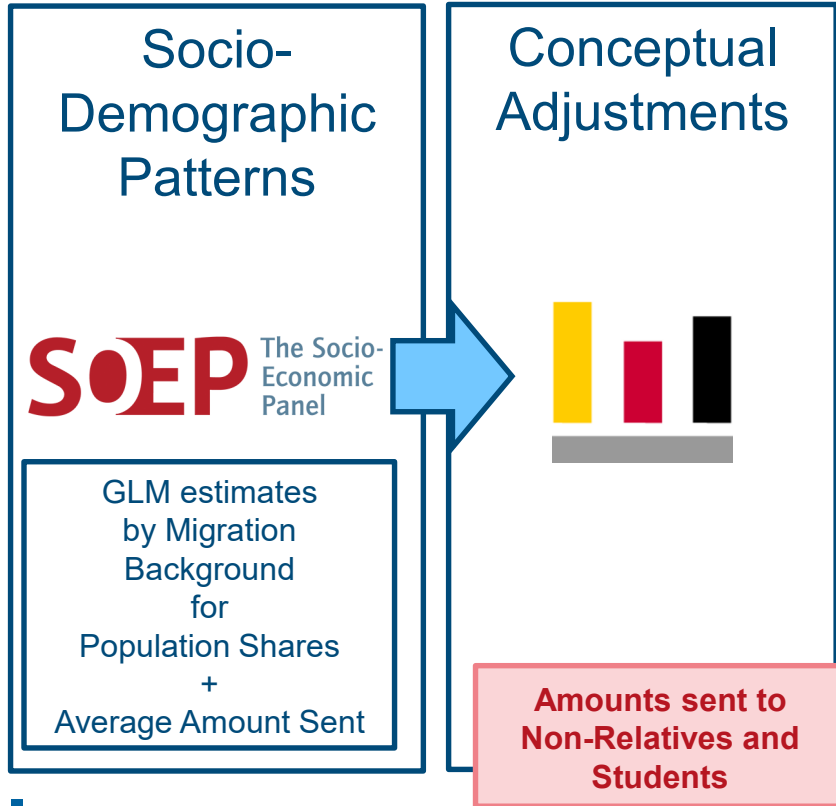 Socio-
Demographic
Patterns
SOEP The Socio-
Economic
Panel
GLM estimates
by Migration
Background
for
Population Shares
+
Average Amount Sent
Conceptual
Adjustments
Amounts sent to
Non-Relatives and
Students